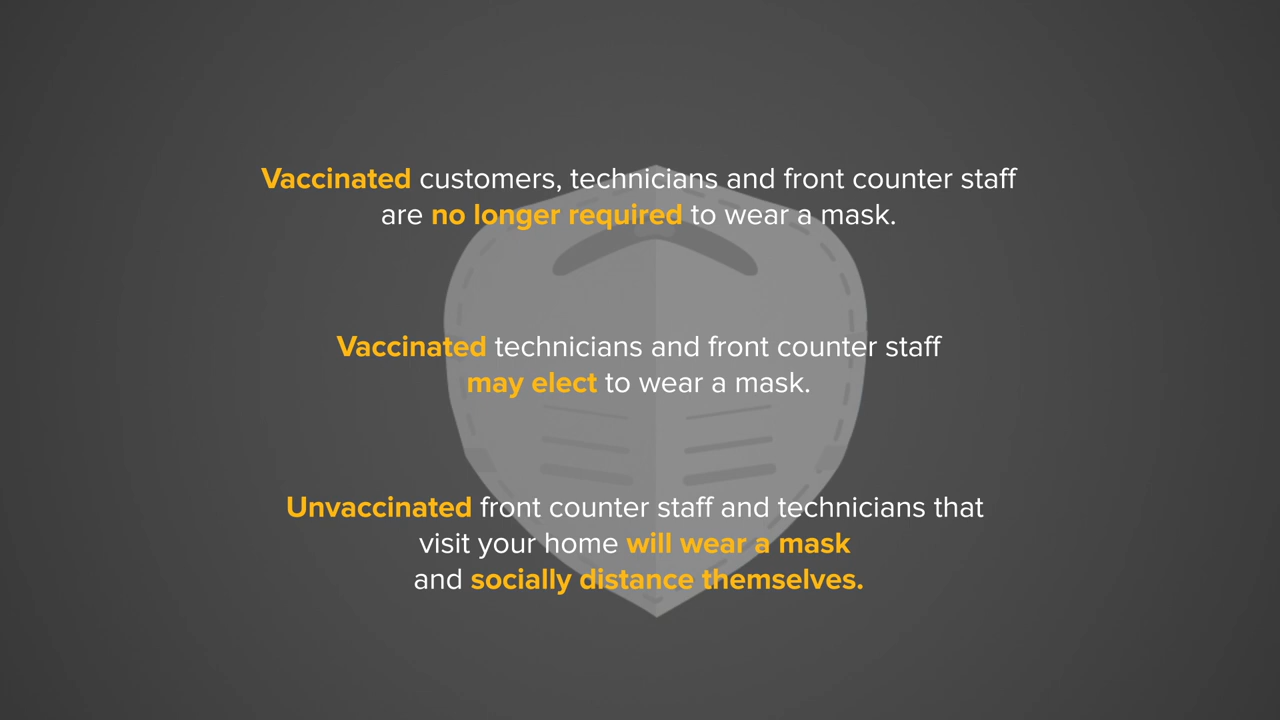 Vaccinated customers, technicians and front counter staff
are no longer required to wear a mask.
Vaccinated technicians and front counter staff
may elect to wear a mask.
Unvaccinated front counter staff and technicians that
visit your home will wear a mask
and socially distance themselves.